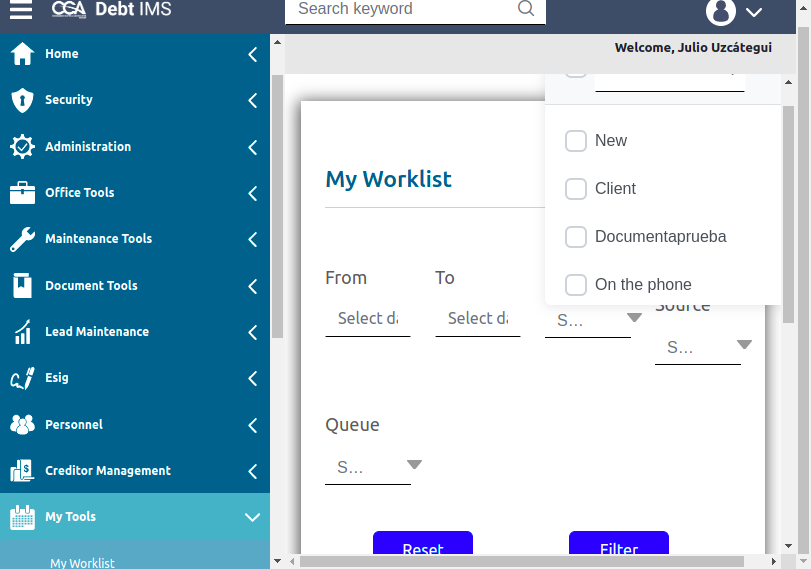 CGA Debt IMS
Search keyword
Welcome, Julio Uzcátegui
Home
Security
Administration
Office Tools
Maintenance Tools
Document Tools
Lead Maintenance
Esig
Personnel
Creditor Management
My Tools
My Worklist
My Worklist
New
Client
Documentaprueba
On the phone
From
To
Source
Select da
Select da
S...
S...
Queue
S...
Reset
Filter